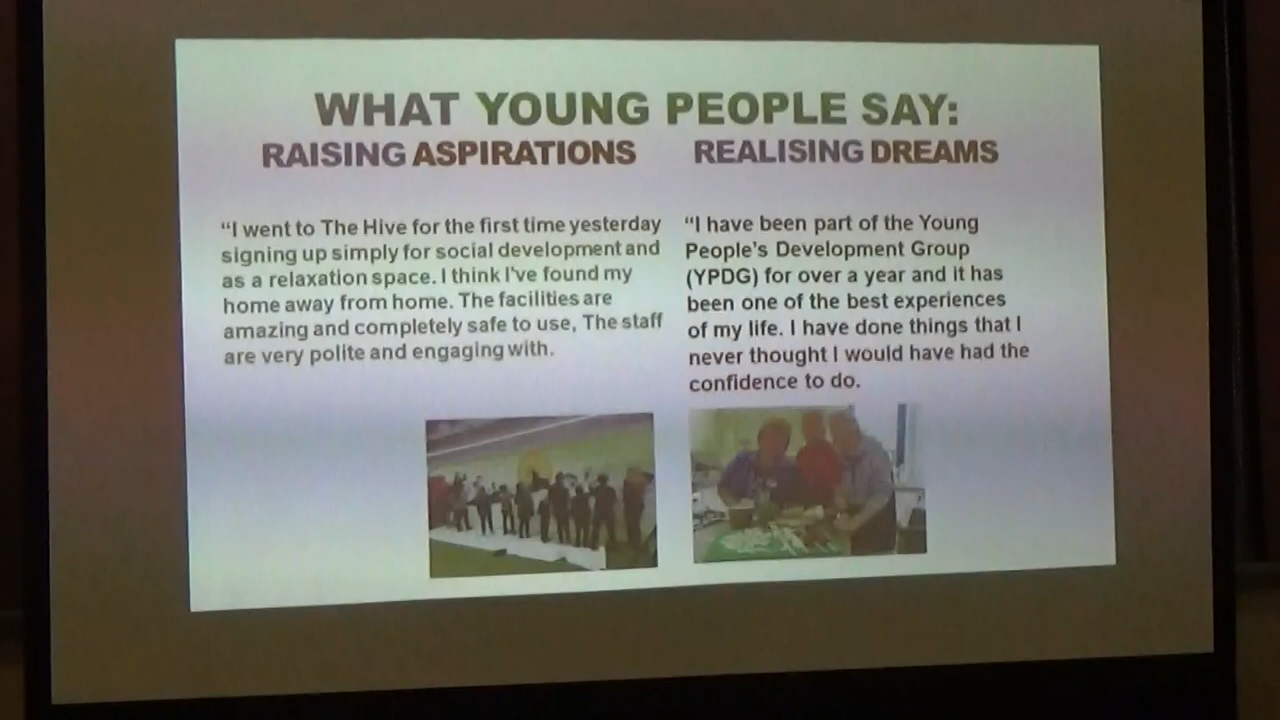 WHAT YOUNG PEOPLE SAY:
RAISING ASPIRATIONS
“I went to The Hive for the first time yesterday
signing up simply for social development and
as a relaxation space. I think I've found my
home away from home. The facilities are
amazing and completely safe to use, The staff
are very polite and engaging with.
REALISING DREAMS
“I have been part of the Young
People’s Development Group
(YPDG) for over a year and it has
been one of the best experiences
of my life. I have done things that I
never thought I would have had the
confidence to do.